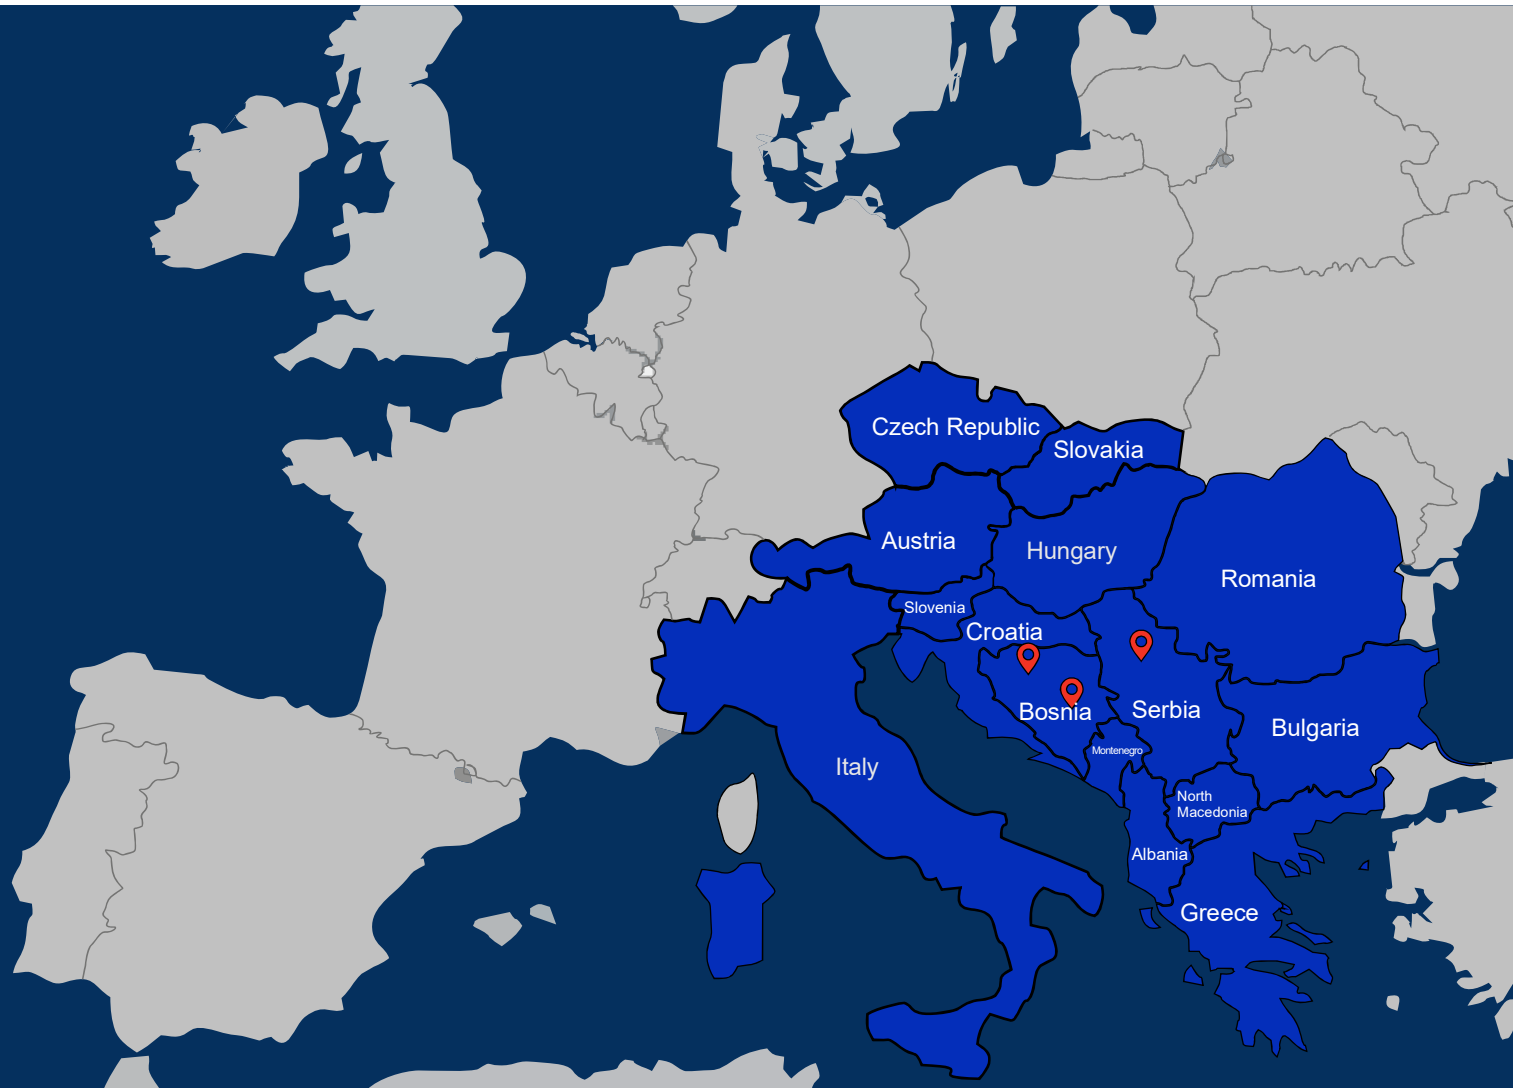 Czech Republic
Slovakia
Austria
Hungary
Romania
Slovenia
Croatia
Bosnia
Serbia
Bulgaria
Montenegro
Italy
North
Macedonia
Albania
Greece